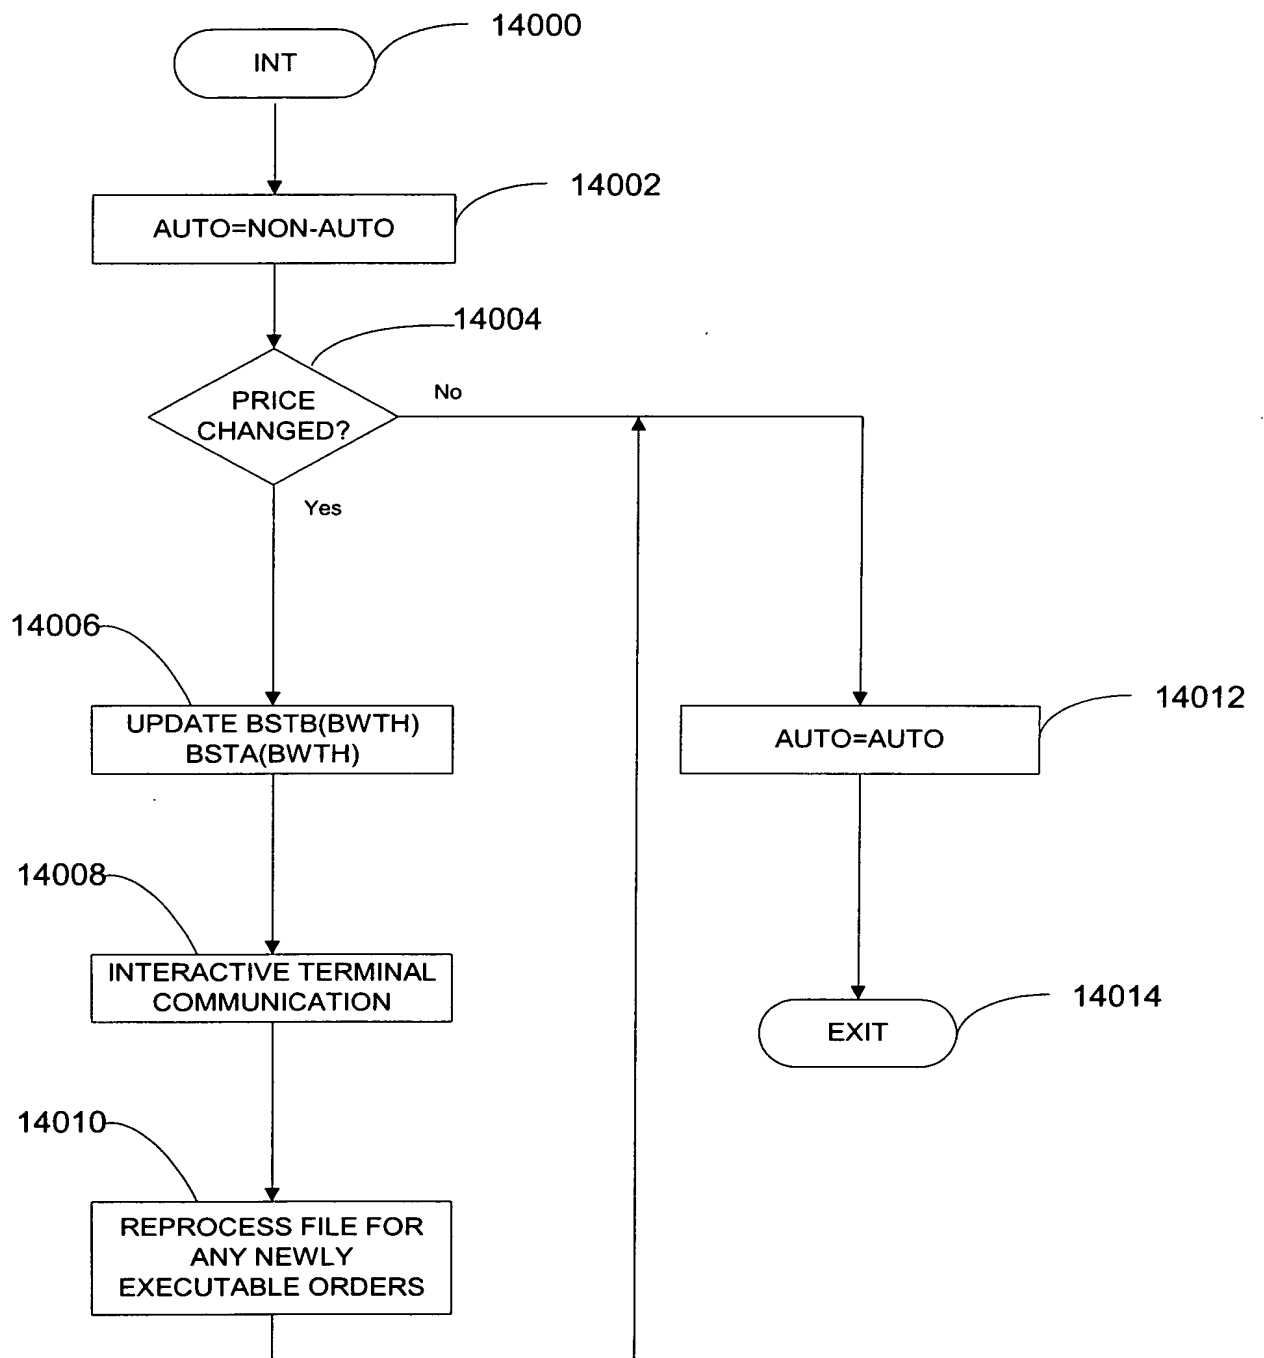 14000
INT
14002
AUTO=NON-AUTO
14004
PRICE
CHANGED?
No
Yes
14006
UPDATE BSTB(BWTH)
BSTA(BWTH)
14012
AUTO=AUTO
14008
INTERACTIVE TERMINAL
COMMUNICATION
14014
EXIT
14010
REPROCESS FILE FOR
ANY NEWLY
EXECUTABLE ORDERS